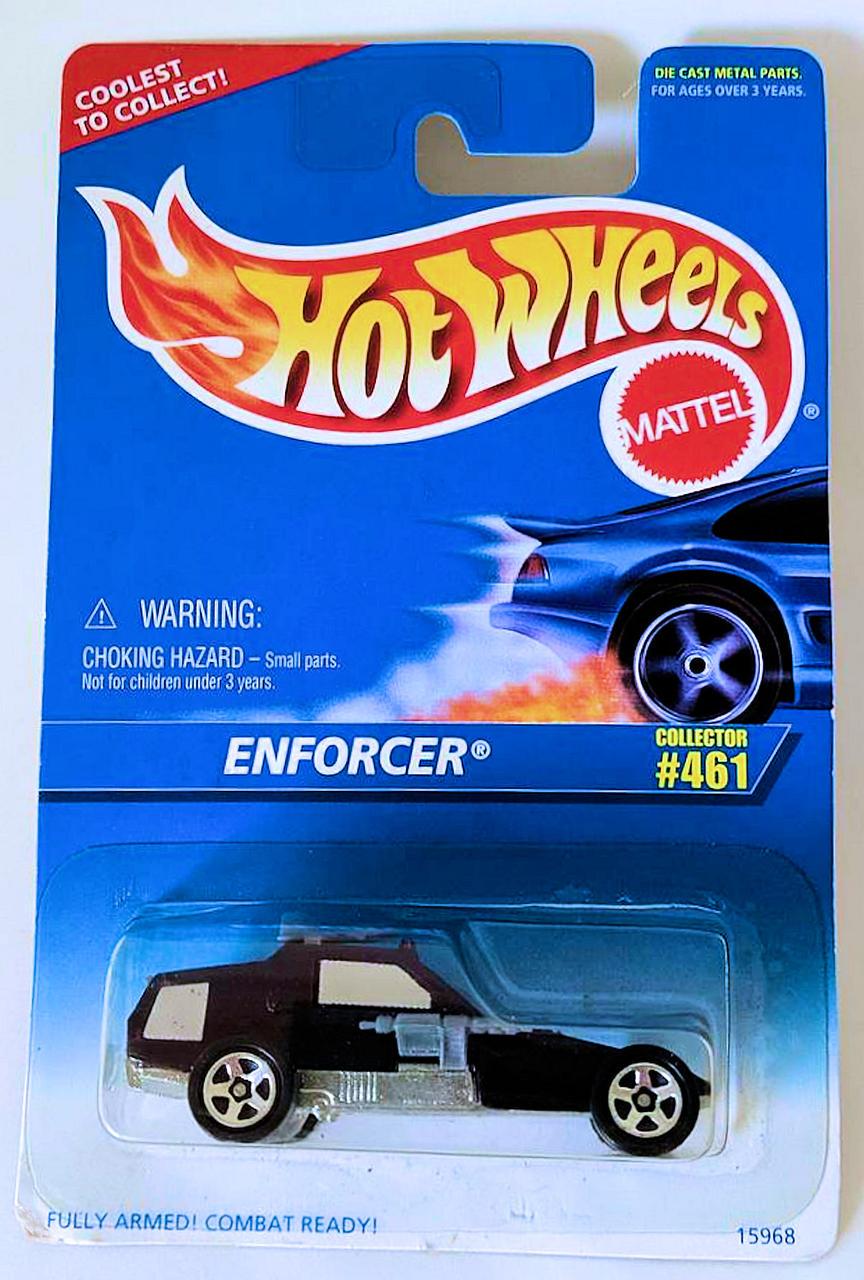 COOLEST
TO COLLECT!
DIE CAST METAL PARTS.
FOR AGES OVER 3 YEARS.
HOT WHEELS
MATTEL
®
⚠ WARNING:
CHOKING HAZARD – Small parts.
Not for children under 3 years.
ENFORCER®
COLLECTOR
#461
FULLY ARMED! COMBAT READY!
15968